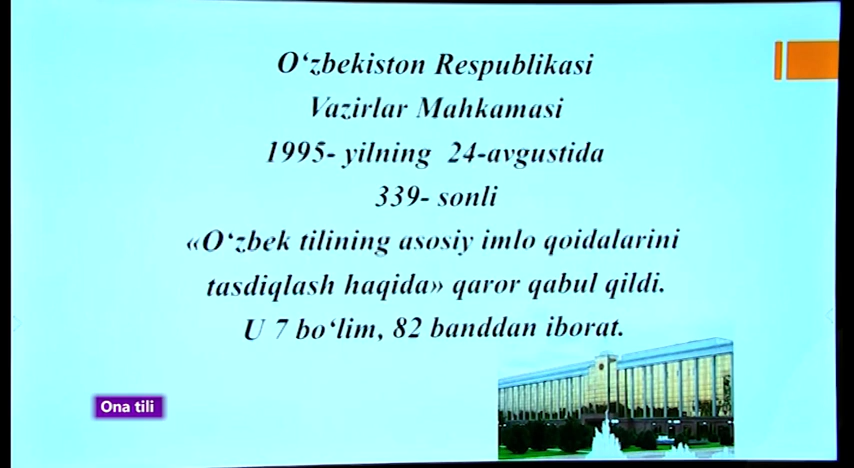 O‘zbekiston Respublikasi
Vazirlar Mahkamasi
1995- yilning 24-avgustida
339- sonli
«O‘zbek tilining asosiy imlo qoidalarini
tasdiqlash haqida» qaror qabul qildi.
U 7 bo‘lim, 82 banddan iborat.
Ona tili